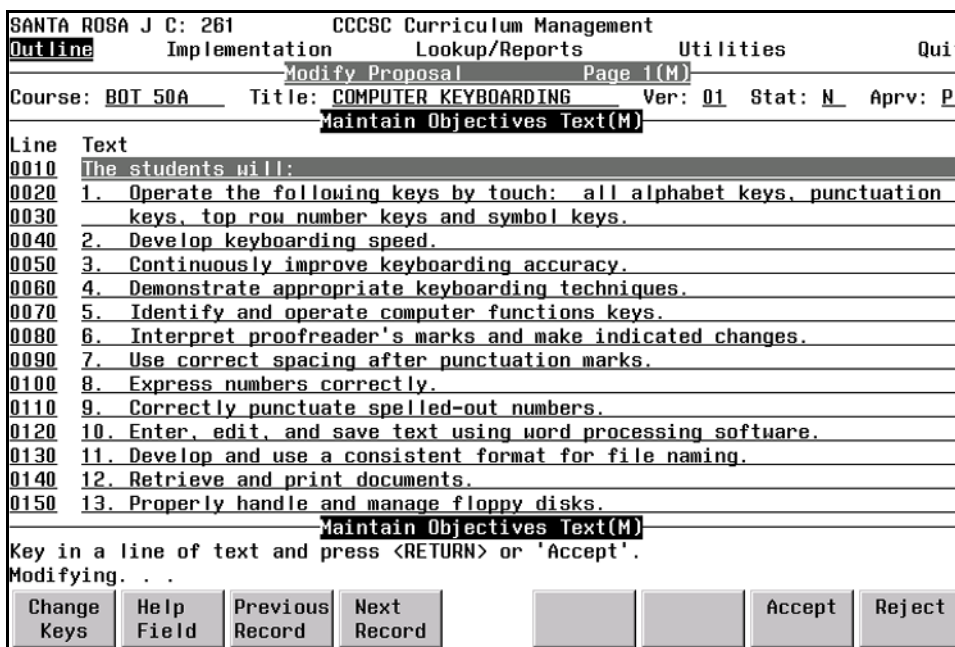 SANTA ROSA J C: 261 CCCSC Curriculum Management
Outline Implementation Lookup/Reports Utilities Qui
Modify Proposal Page 1(M)
Course: BOT 50A Title: COMPUTER KEYBOARDING Ver: 01 Stat: N Aprv: P
Maintain Objectives Text(M)
Line Text
0010 The students will:
0020 1. Operate the following keys by touch: all alphabet keys, punctuation
0030 keys, top row number keys and symbol keys.
0040 2. Develop keyboarding speed.
0050 3. Continuously improve keyboarding accuracy.
0060 4. Demonstrate appropriate keyboarding techniques.
0070 5. Identify and operate computer functions keys.
0080 6. Interpret proofreader's marks and make indicated changes.
0090 7. Use correct spacing after punctuation marks.
0100 8. Express numbers correctly.
0110 9. Correctly punctuate spelled-out numbers.
0120 10. Enter, edit, and save text using word processing software.
0130 11. Develop and use a consistent format for file naming.
0140 12. Retrieve and print documents.
0150 13. Properly handle and manage floppy disks.
Maintain Objectives Text(M)
Key in a line of text and press <RETURN> or 'Accept'.
Modifying. . .
Change Help Previous Next Accept Reject
Keys Field Record Record